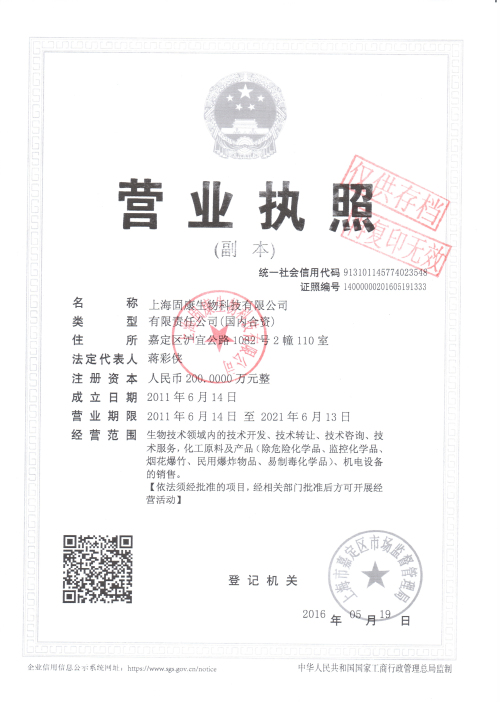 营业执照
(副 本)
仅供存档
再复印无效
统一社会信用代码 913101145774023548
证照编号 14000000201605191333
名 称 上海固康生物科技有限公司
类 型 有限责任公司(国内合资)
住 所 嘉定区沪宜公路1082号2幢110室
法定代表人 蒋彩侠
注册资本 人民币200.0000万元整
成立日期 2011年6月14日
营业期限 2011年6月14日 至 2021年6月13日
经营范围 生物技术领域内的技术开发、技术转让、技术咨询、技
术服务,化工原料及产品(除危险化学品、监控化学品、
烟花爆竹、民用爆炸物品、易制毒化学品)、机电设备
的销售。
【依法须经批准的项目,经相关部门批准后方可开展经
营活动】
上海市嘉定区市场监督管理局
登记机关
2016年05月19日
企业信用信息公示系统网址:https://www.sgs.gov.cn/notice
中华人民共和国国家工商行政管理总局监制